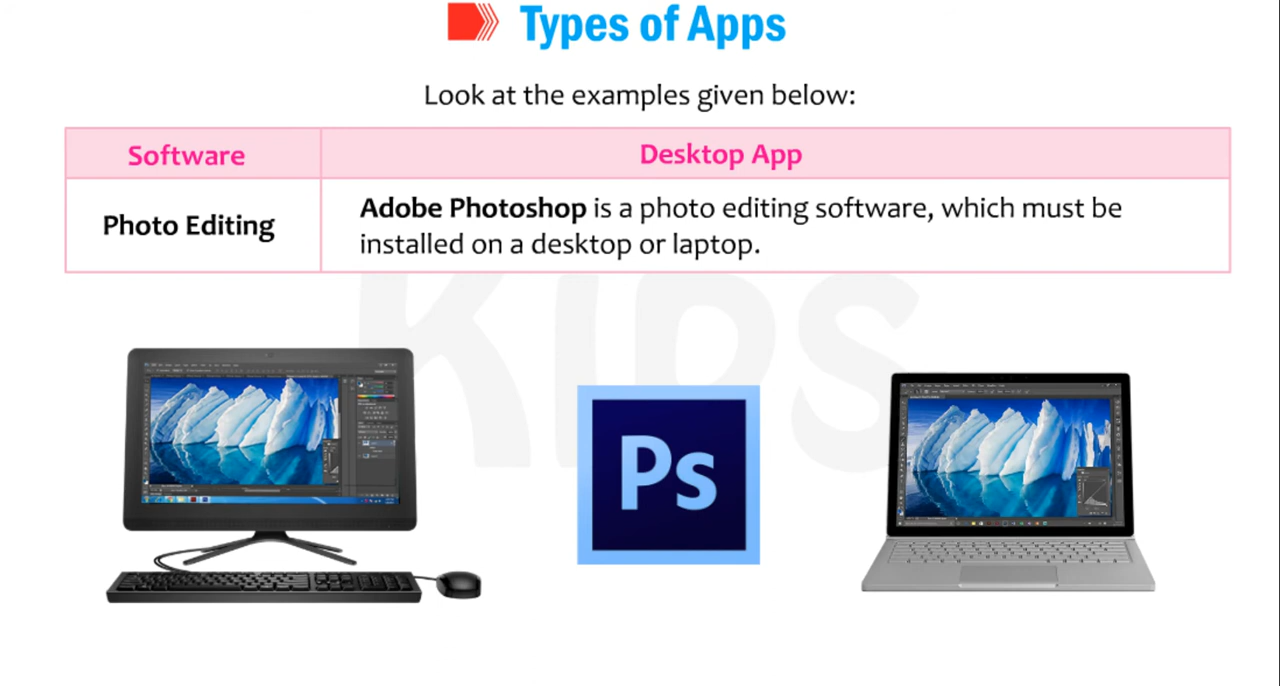 Types of Apps
Look at the examples given below:
Software
Desktop App
Photo Editing
Adobe Photoshop is a photo editing software, which must be
installed on a desktop or laptop.
KIPS
Ps